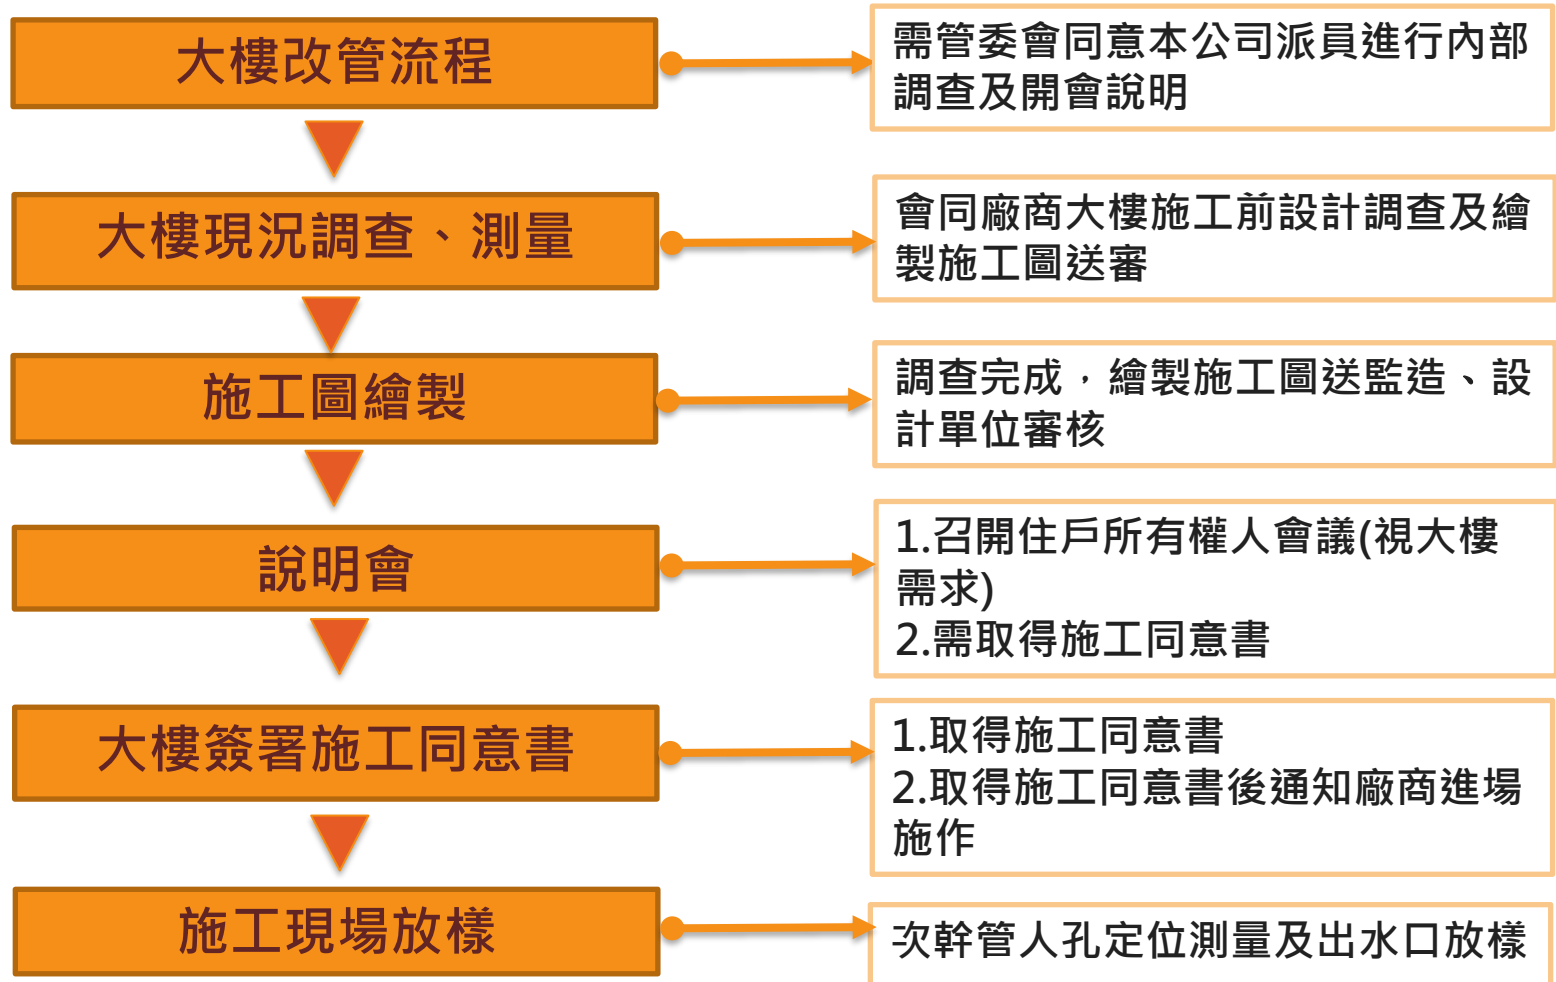 大樓改管流程
需管委會同意本公司派員進行內部
調查及開會說明
大樓現況調查、測量
會同廠商大樓施工前設計調查及繪
製施工圖送審
施工圖繪製
調查完成，繪製施工圖送監造、設
計單位審核
說明會
1.召開住戶所有權人會議(視大樓
需求)
2.需取得施工同意書
大樓簽署施工同意書
1.取得施工同意書
2.取得施工同意書後通知廠商進場
施作
施工現場放樣
次幹管人孔定位測量及出水口放樣